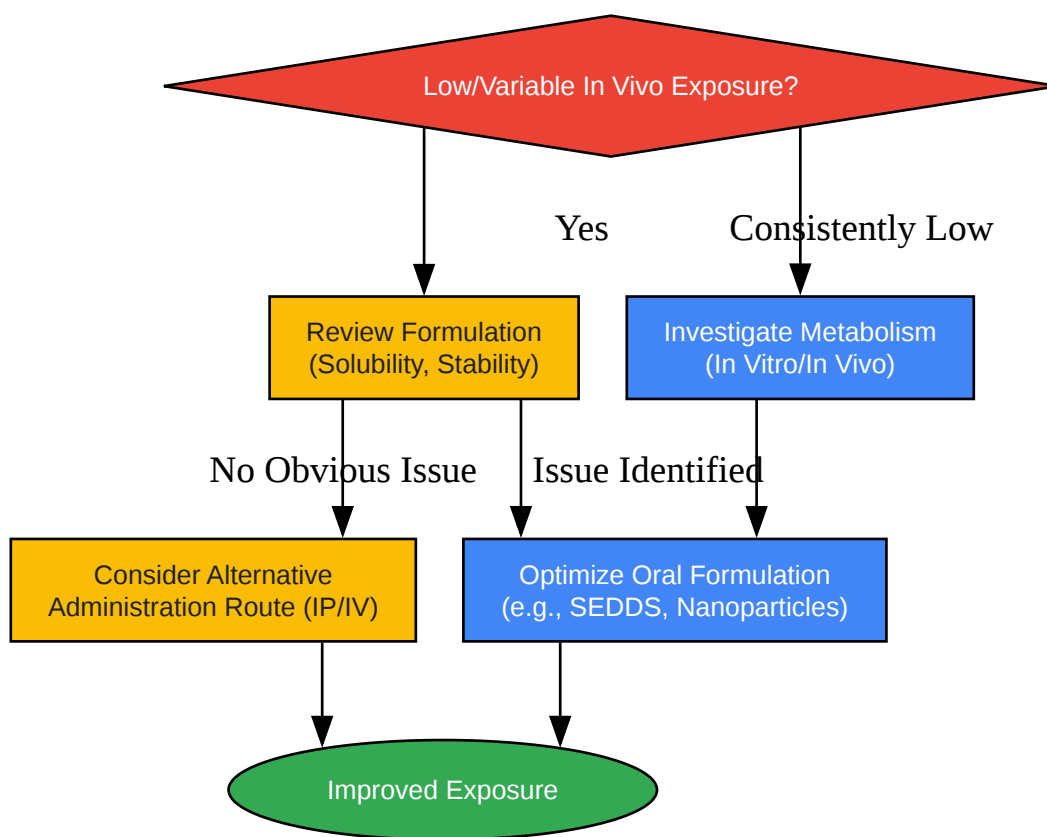 Low/Variable In Vivo Exposure?
Yes
Consistently Low
Review Formulation
(Solubility, Stability)
Investigate Metabolism
(In Vitro/In Vivo)
No Obvious Issue
Issue Identified
Consider Alternative
Administration Route (IP/IV)
Optimize Oral Formulation
(e.g., SEDDS, Nanoparticles)
Improved Exposure